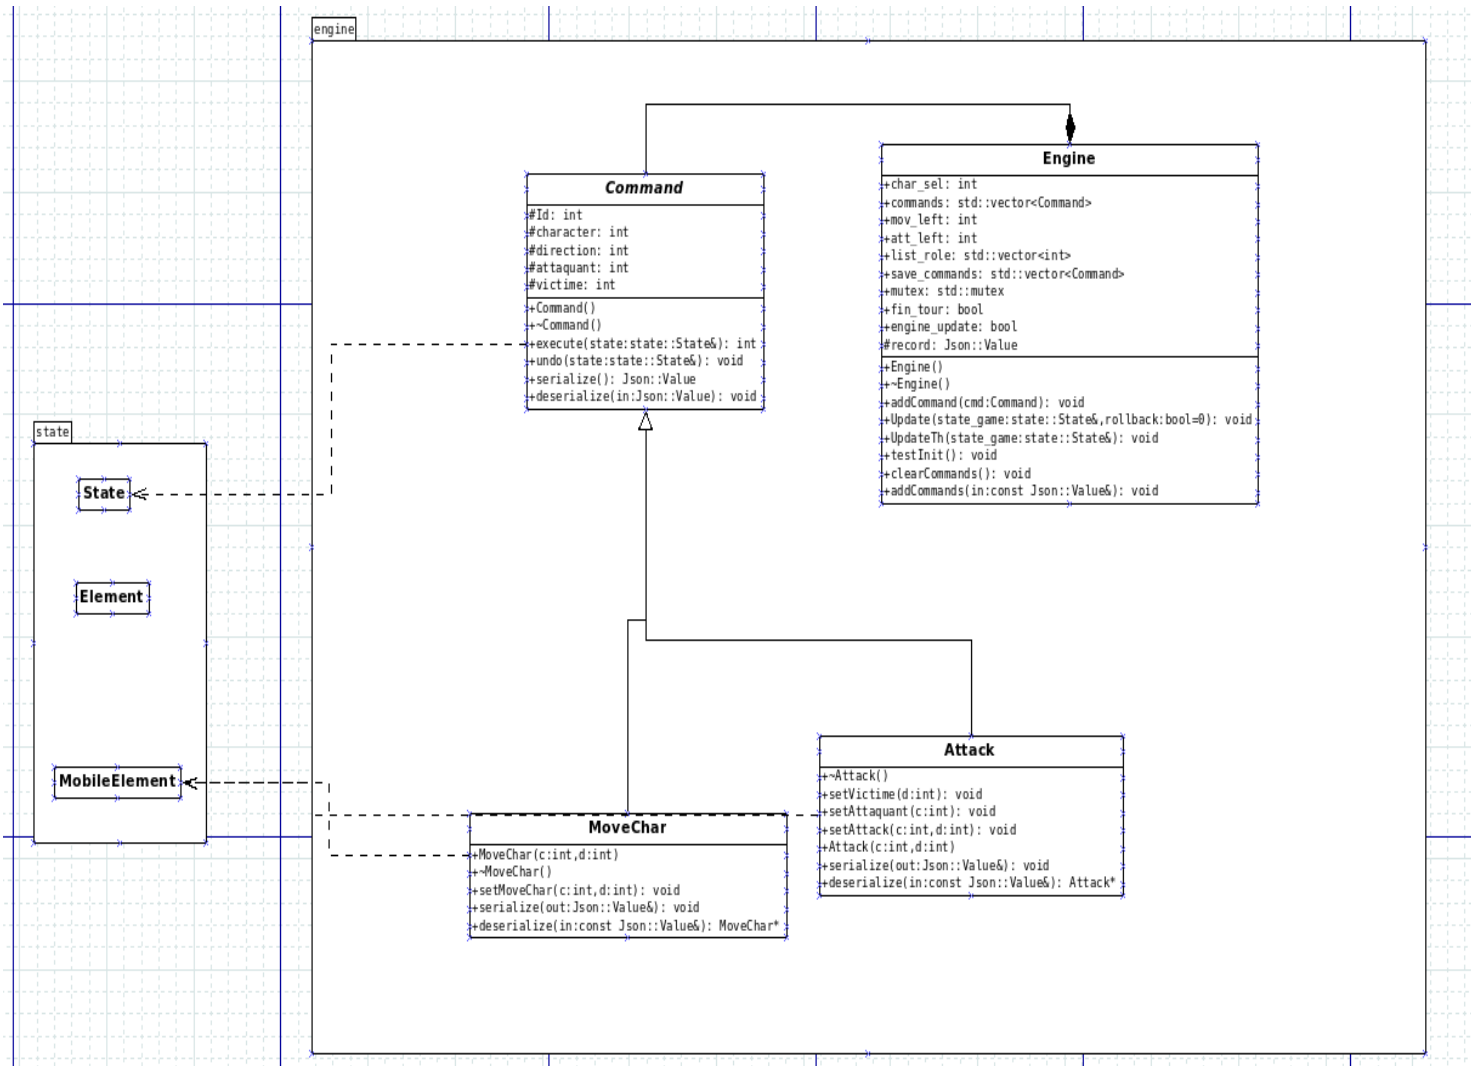 engine
Command
#Id: int
#character: int
#direction: int
#attaquant: int
#victime: int
+Command()
+~Command()
+execute(state:state::State&): int
+undo(state:state::State&): void
+serialize(): Json::Value
+deserialize(in:Json::Value): void
Engine
+char_sel: int
+commands: std::vector<Command>
+mov_left: int
+att_left: int
+list_role: std::vector<int>
+save_commands: std::vector<Command>
+mutex: std::mutex
+fin_tour: bool
+engine_update: bool
#record: Json::Value
+Engine()
+~Engine()
+addCommand(cmd:Command): void
+Update(state_game:state::State&,rollback:bool=0): void
+UpdateTh(state_game:state::State&): void
+testInit(): void
+clearCommands(): void
+addCommands(in:const Json::Value&): void
state
State
Element
MobileElement
MoveChar
+MoveChar(c:int,d:int)
+~MoveChar()
+setMoveChar(c:int,d:int): void
+serialize(out:Json::Value&): void
+deserialize(in:const Json::Value&): MoveChar*
Attack
+~Attack()
+setVictime(d:int): void
+setAttaquant(c:int): void
+setAttack(c:int,d:int): void
+Attack(c:int,d:int)
+serialize(out:Json::Value&): void
+deserialize(in:const Json::Value&): Attack*